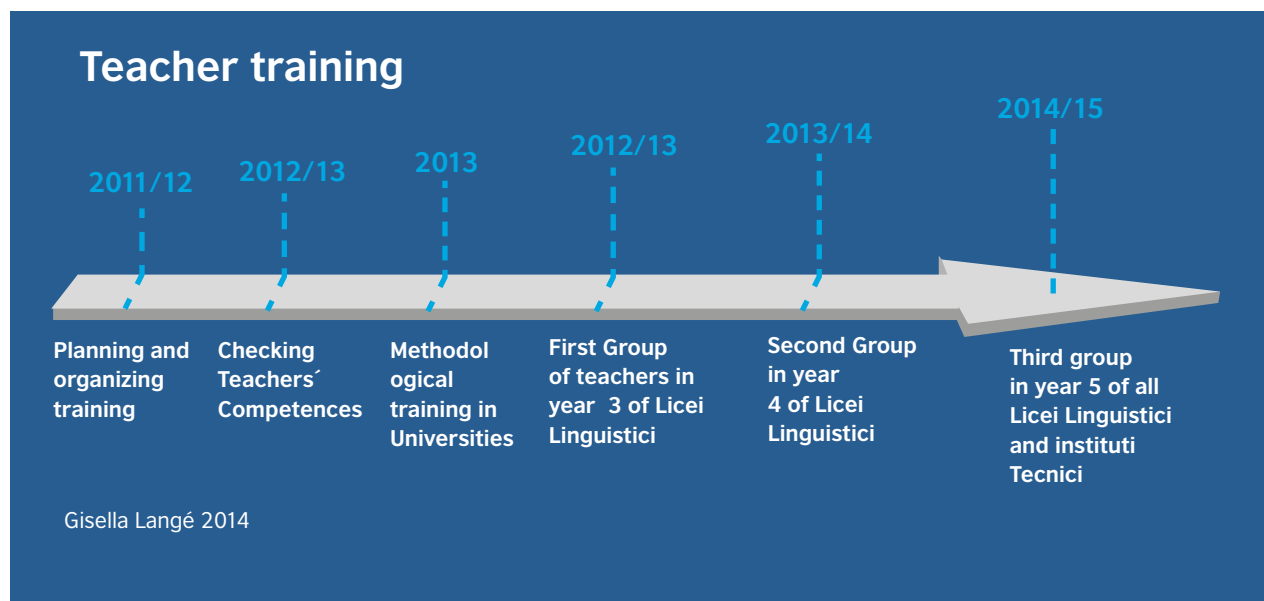 Teacher training
2011/12
2012/13
2013
2012/13
2013/14
2014/15
Planning and
organizing
training
Checking
Teachers´
Competences
Methodol
ogical
training in
Universities
First Group
of teachers in
year 3 of Licei
Linguistici
Second Group
in year
4 of Licei
Linguistici
Third group
in year 5 of all
Licei Linguistici
and instituti
Tecnici
Gisella Langé 2014